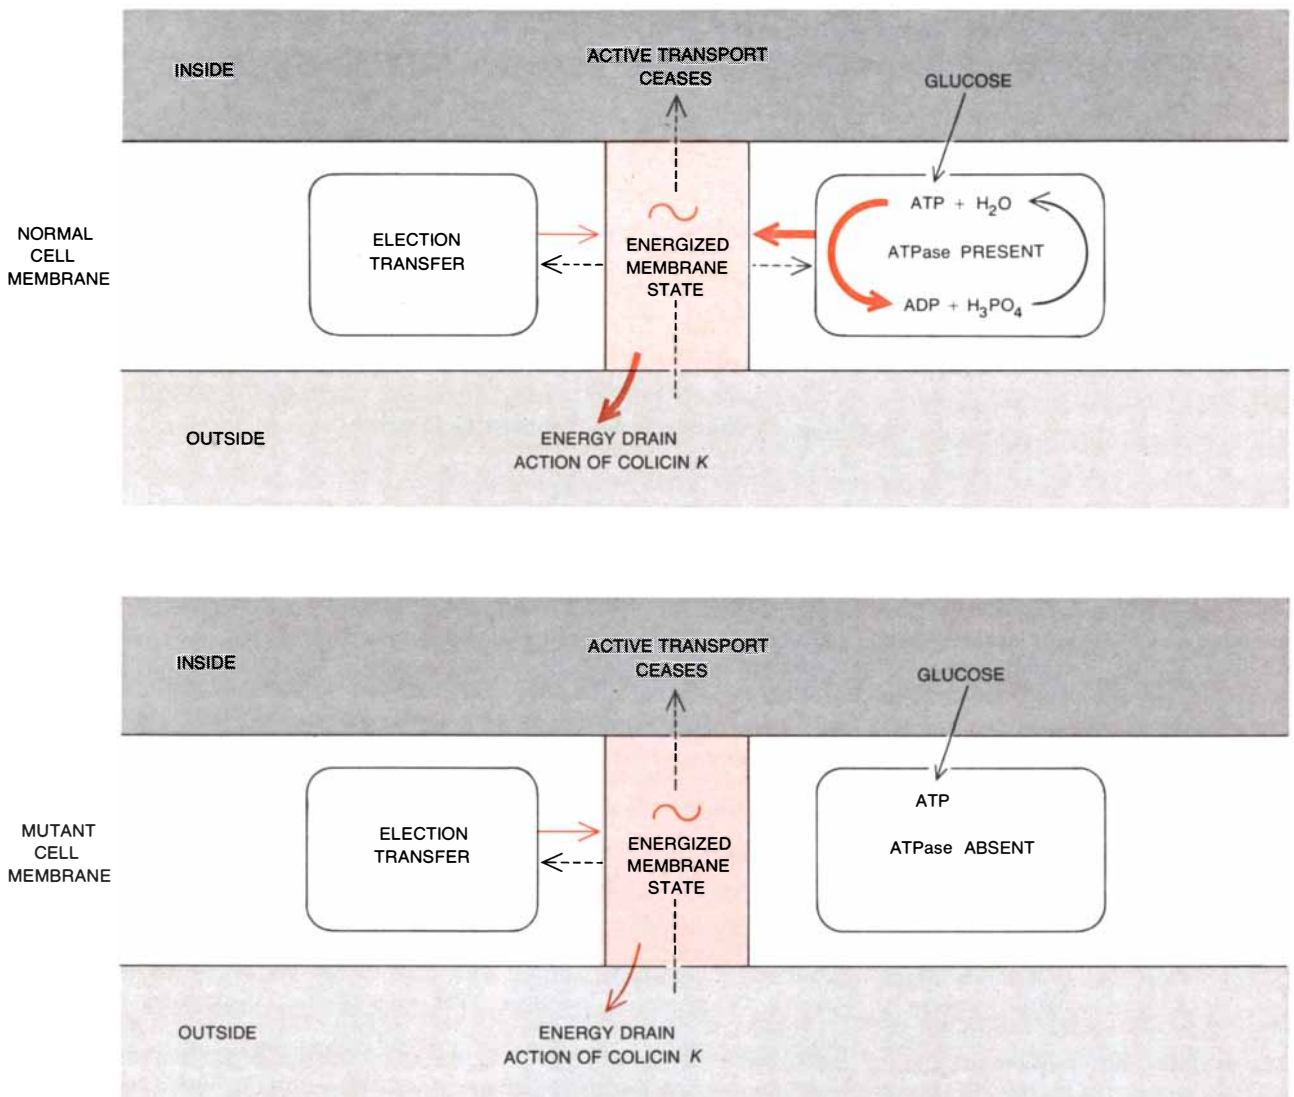 INSIDE
ACTIVE TRANSPORT
CEASES
GLUCOSE
NORMAL
CELL
MEMBRANE
ELECTION
TRANSFER
ENERGIZED
MEMBRANE
STATE
ATP + H₂O
ATPase PRESENT
ADP + H₃PO₄
OUTSIDE
ENERGY DRAIN
ACTION OF COLICIN K
INSIDE
ACTIVE TRANSPORT
CEASES
GLUCOSE
MUTANT
CELL
MEMBRANE
ELECTION
TRANSFER
ENERGIZED
MEMBRANE
STATE
ATP
ATPase ABSENT
OUTSIDE
ENERGY DRAIN
ACTION OF COLICIN K